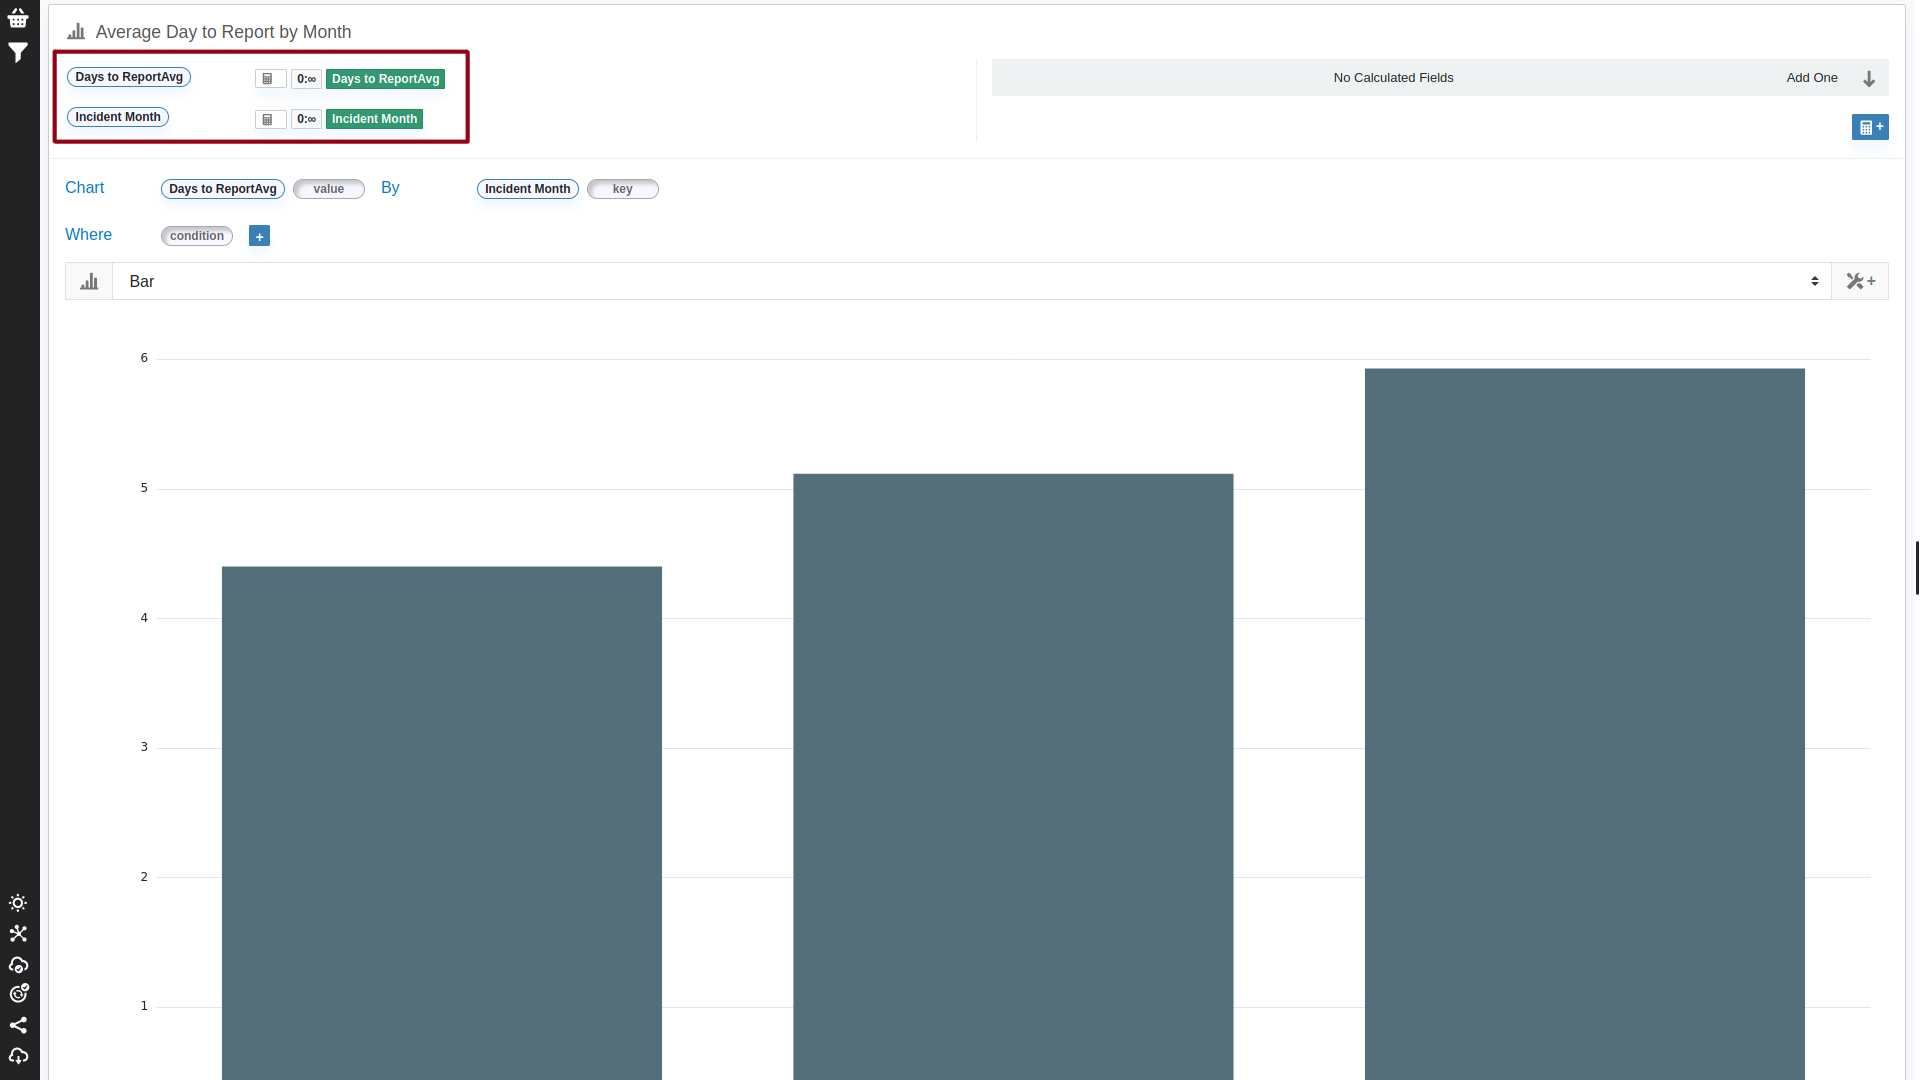 Average Day to Report by Month
Days to ReportAvg 0:∞ Days to ReportAvg
No Calculated Fields Add One
Incident Month 0:∞ Incident Month
+
Chart Days to ReportAvg value By Incident Month key
Where condition +
Bar +
6
5
4
3
2
1